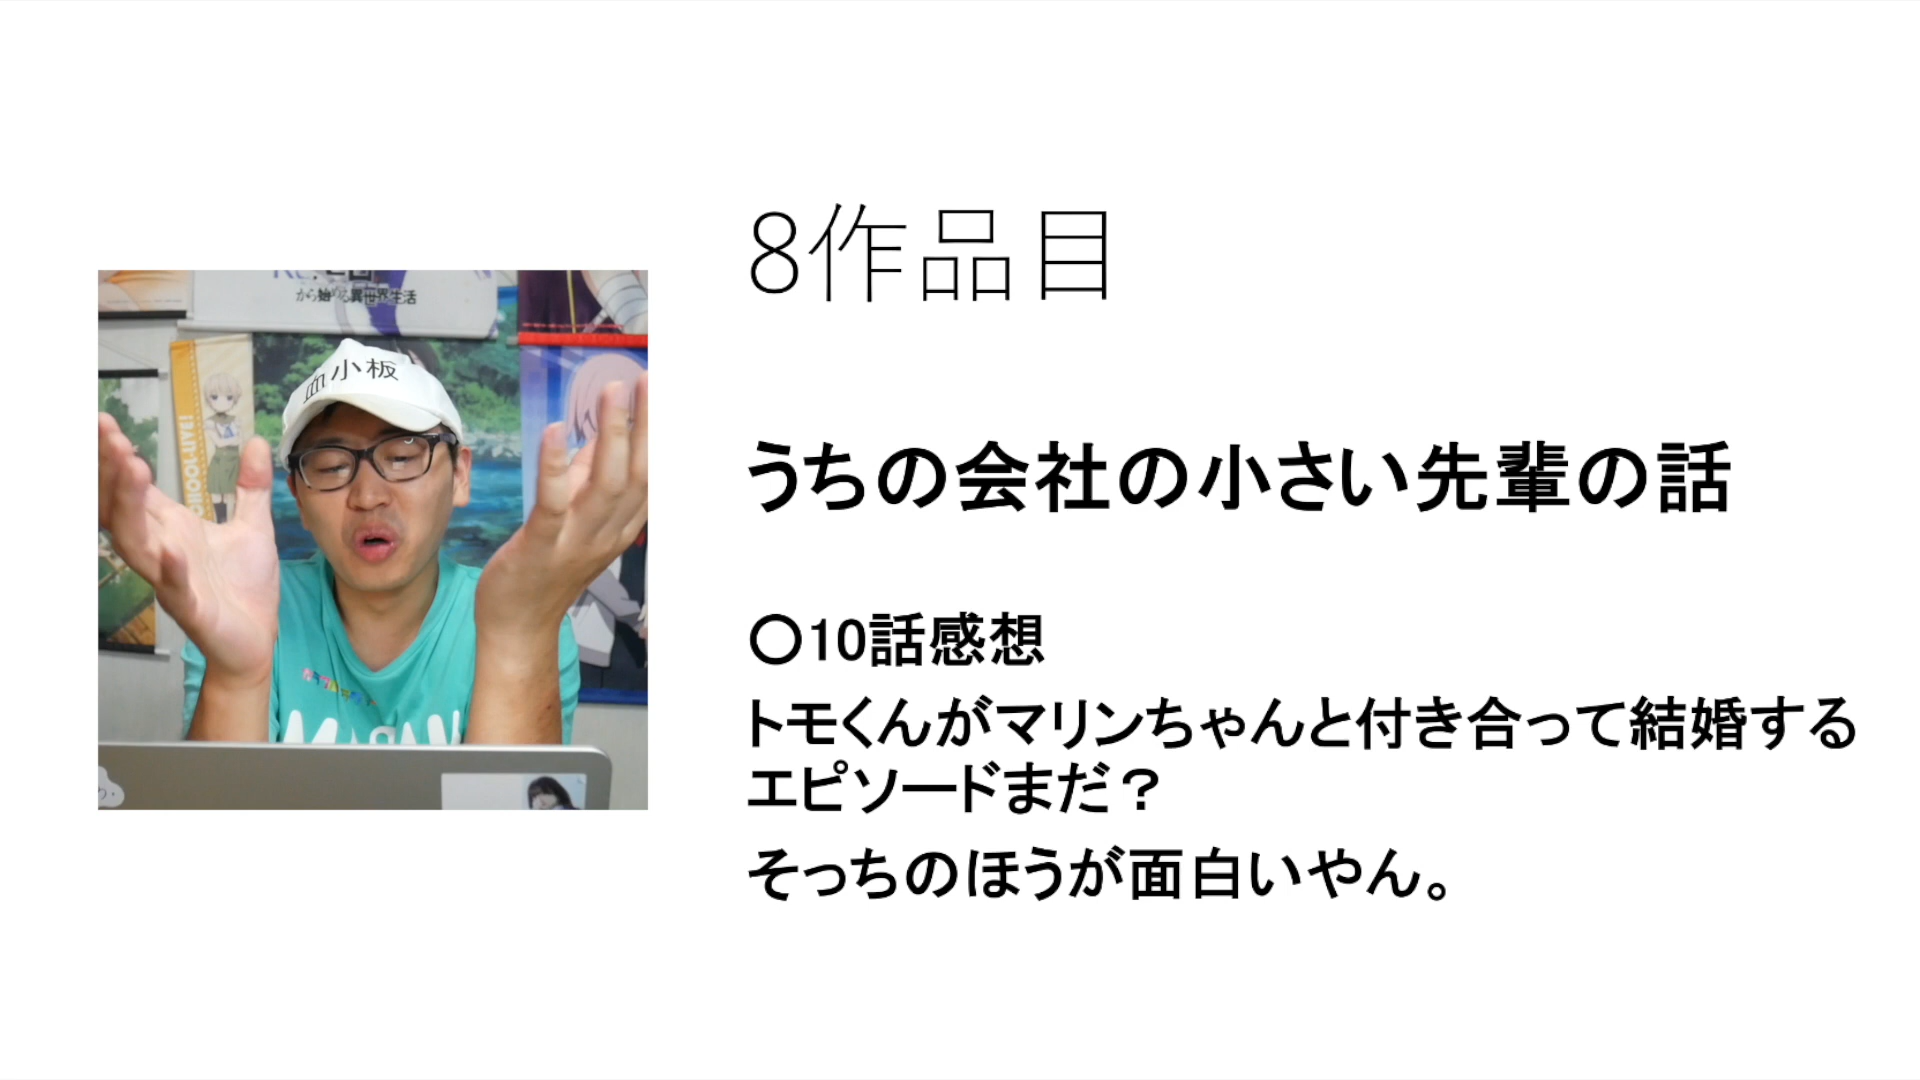 8作品目
うちの会社の小さい先輩の話
〇10話感想
トモくんがマリンちゃんと付き合って結婚する
エピソードまだ？
そっちのほうが面白いやん。
から始める異世界生活
血小板